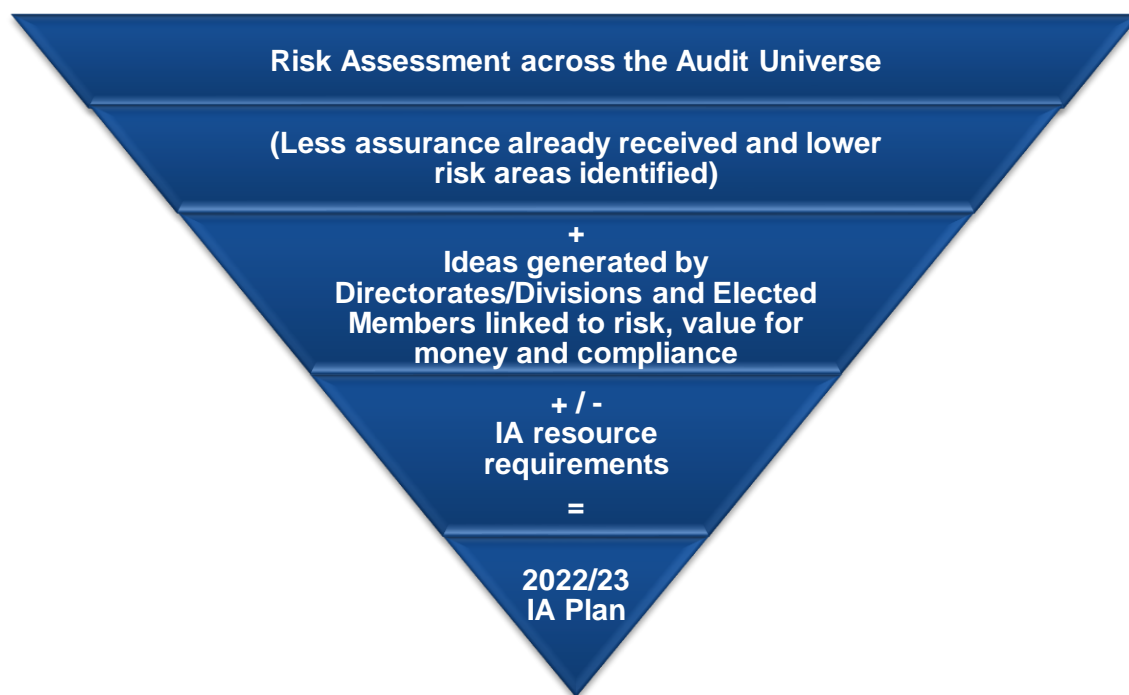 Risk Assessment across the Audit Universe
(Less assurance already received and lower
risk areas identified)
+
Ideas generated by
Directorates/Divisions and Elected
Members linked to risk, value for
money and compliance
+ / -
IA resource
requirements
=
2022/23
IA Plan